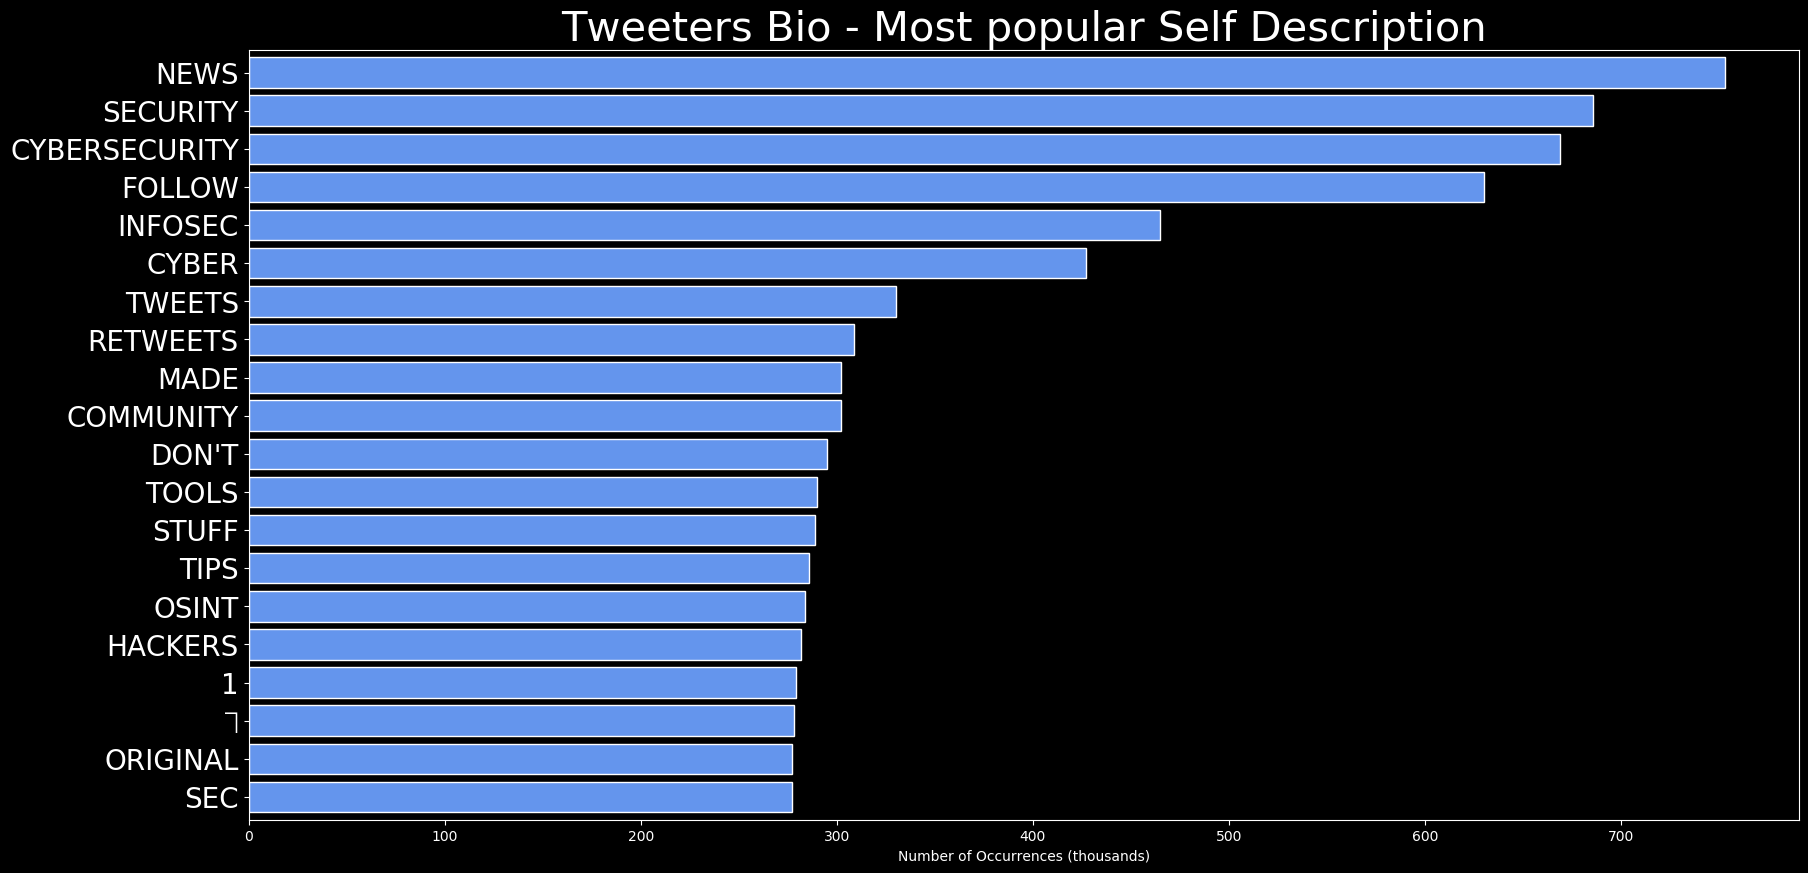 Tweeters Bio - Most popular Self Description
NEWS
SECURITY
CYBERSECURITY
FOLLOW
INFOSEC
CYBER
TWEETS
RETWEETS
MADE
COMMUNITY
DON'T
TOOLS
STUFF
TIPS
OSINT
HACKERS
1
ORIGINAL
SEC
0 100 200 300 400 500 600 700
Number of Occurrences (thousands)